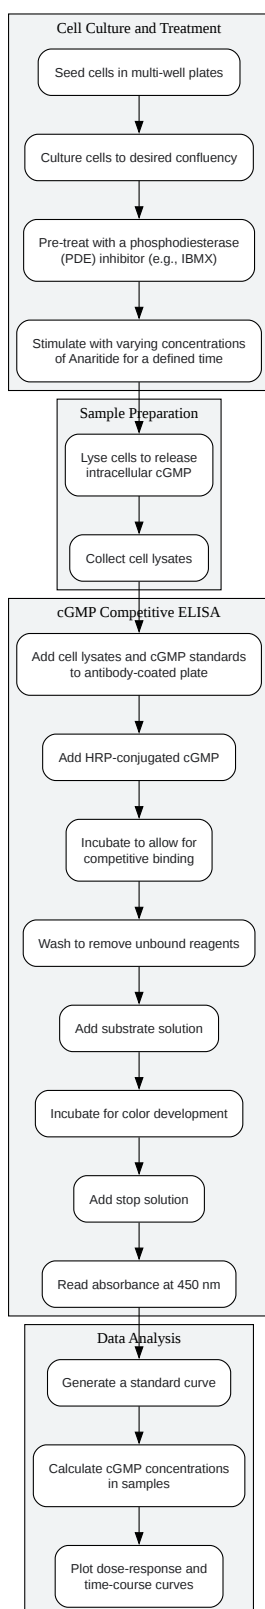 Cell Culture and Treatment
Seed cells in multi-well plates
Culture cells to desired confluency
Pre-treat with a phosphodiesterase
(PDE) inhibitor (e.g., IBMX)
Stimulate with varying concentrations
of Anaritide for a defined time
Sample Preparation
Lyse cells to release
intracellular cGMP
Collect cell lysates
cGMP Competitive ELISA
Add cell lysates and cGMP standards
to antibody-coated plate
Add HRP-conjugated cGMP
Incubate to allow for
competitive binding
Wash to remove unbound reagents
Add substrate solution
Incubate for color development
Add stop solution
Read absorbance at 450 nm
Data Analysis
Generate a standard curve
Calculate cGMP concentrations
in samples
Plot dose-response and
time-course curves